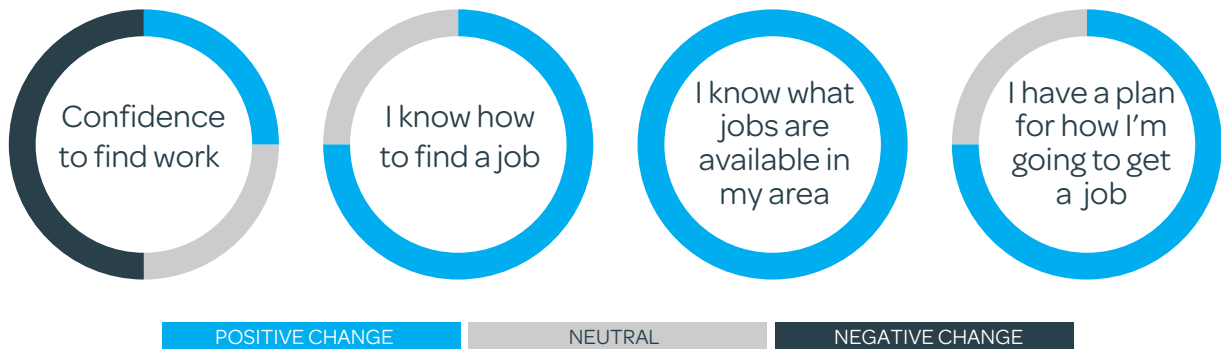 Confidence
to find work
I know how
to find a job
I know what
jobs are
available in
my area
I have a plan
for how I'm
going to get
a job
POSITIVE CHANGE
NEUTRAL
NEGATIVE CHANGE